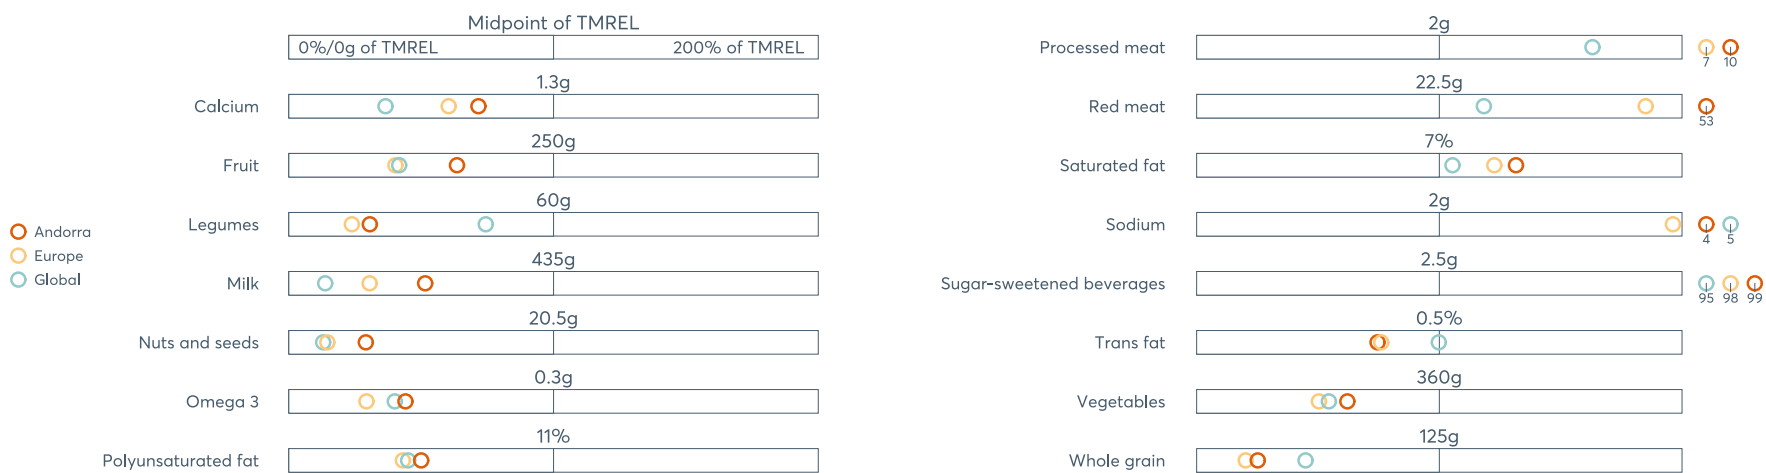 Midpoint of TMREL
0%/0g of TMREL 200% of TMREL
1.3g
Calcium
250g
Fruit
60g
Legumes
435g
Milk
20.5g
Nuts and seeds
0.3g
Omega 3
11%
Polyunsaturated fat
Andorra
Europe
Global
2g
Processed meat
7 10
22.5g
Red meat
53
7%
Saturated fat
2g
Sodium
4 5
2.5g
Sugar-sweetened beverages
95 98 99
0.5%
Trans fat
360g
Vegetables
125g
Whole grain